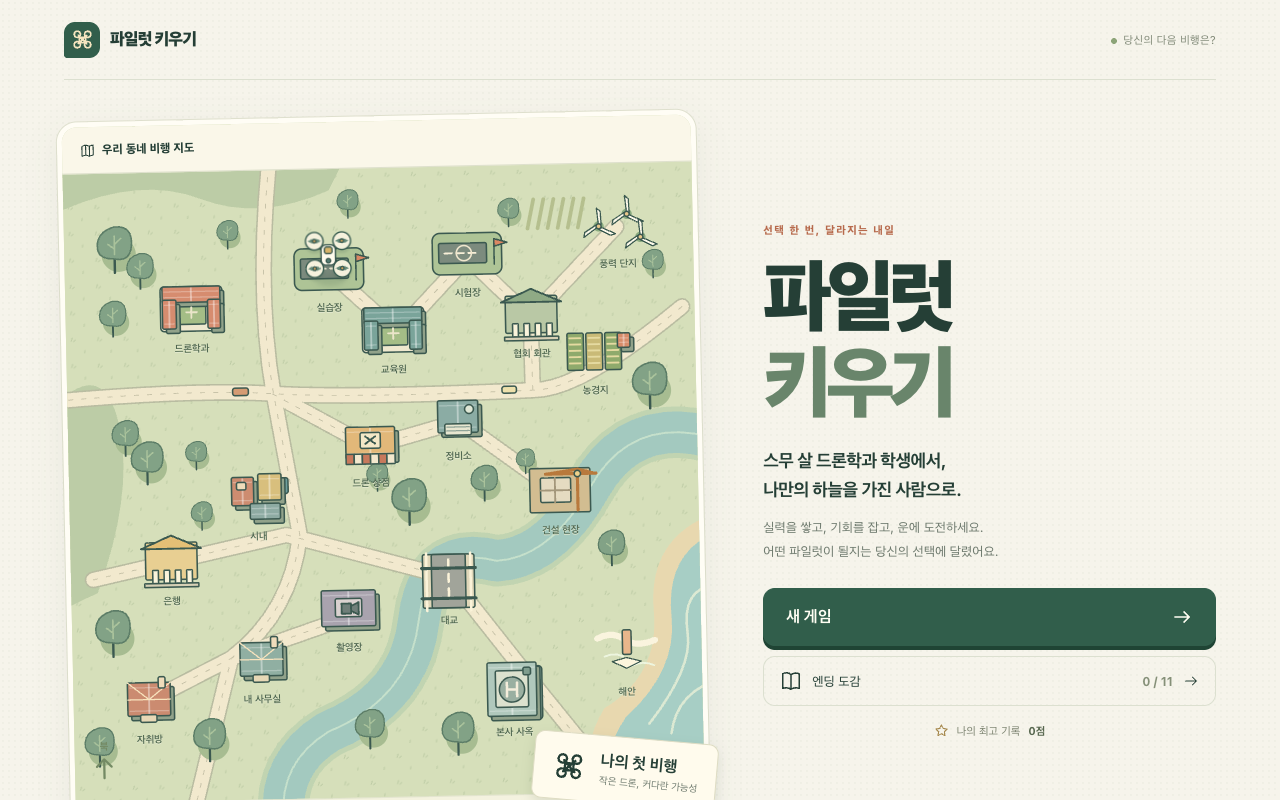 파일럿 키우기
당신의 다음 비행은?
우리 동네 비행 지도
풍력 단지
실습장
시험장
드론학과
협회 회관
교육원
농경지
정비소
드론 상점
건설 현장
시내
은행
대교
촬영장
해안
내 사무실
본사 사옥
자취방
나의 첫 비행
작은 드론, 커다란 가능성
선택 한 번, 달라지는 내일
파일럿
키우기
스무 살 드론학과 학생에서,
나만의 하늘을 가진 사람으로.
실력을 쌓고, 기회를 잡고, 운에 도전하세요.
어떤 파일럿이 될지는 당신의 선택에 달렸어요.
새 게임
엔딩 도감 0 / 11
나의 최고 기록 0점